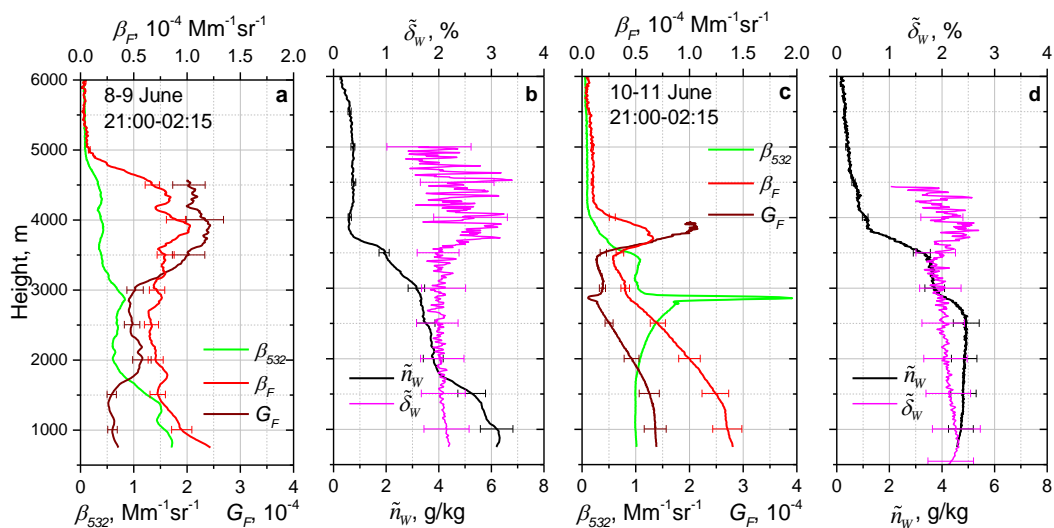 β_F, 10⁻⁴ Mm⁻¹sr⁻¹
0.0 0.5 1.0 1.5 2.0
δ̃_W, %
0 1 2 3 4
β_F, 10⁻⁴ Mm⁻¹sr⁻¹
0.0 0.5 1.0 1.5 2.0
δ̃_W, %
0 1 2 3 4
Height, m
6000
5000
4000
3000
2000
1000
8-9 June
21:00-02:15
a
β₅₃₂
β_F
G_F
b
ñ_W
δ̃_W
10-11 June
21:00-02:15
c
β₅₃₂
β_F
G_F
d
ñ_W
δ̃_W
0 1 2 3 4
β₅₃₂, Mm⁻¹sr⁻¹ G_F, 10⁻⁴
0 2 4 6 8
ñ_W, g/kg
0 1 2 3 4
β₅₃₂, Mm⁻¹sr⁻¹ G_F, 10⁻⁴
0 2 4 6 8
ñ_W, g/kg